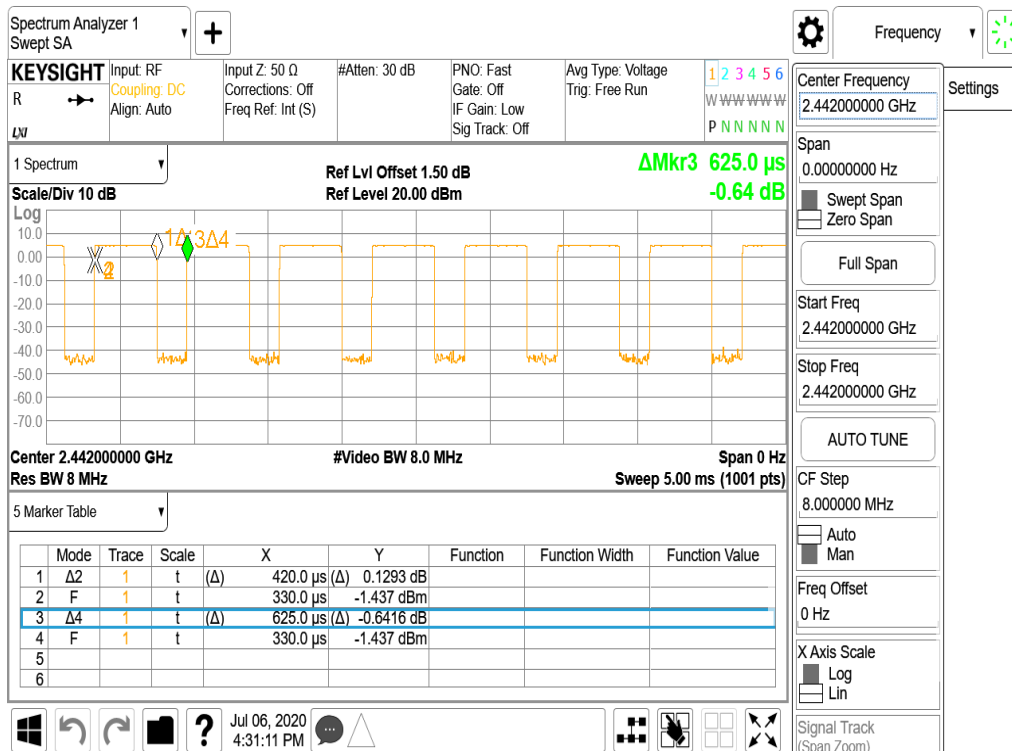 Spectrum Analyzer 1
Swept SA
+
Frequency
KEYSIGHT
R
LXI
Input: RF
Coupling: DC
Align: Auto
Input Z: 50 Ω
Corrections: Off
Freq Ref: Int (S)
#Atten: 30 dB
PNO: Fast
Gate: Off
IF Gain: Low
Sig Track: Off
Avg Type: Voltage
Trig: Free Run
1 2 3 4 5 6
W W W W W W
P N N N N N
Center Frequency
2.442000000 GHz
Settings
Span
0.00000000 Hz
Swept Span
Zero Span
Full Span
Start Freq
2.442000000 GHz
Stop Freq
2.442000000 GHz
AUTO TUNE
CF Step
8.000000 MHz
Auto
Man
Freq Offset
0 Hz
X Axis Scale
Log
Lin
Signal Track
(Span Zoom)
1 Spectrum
Scale/Div 10 dB
Ref Lvl Offset 1.50 dB
Ref Level 20.00 dBm
ΔMkr3 625.0 µs
-0.64 dB
Log
10.0
0.00
-10.0
-20.0
-30.0
-40.0
-50.0
-60.0
-70.0
3Δ4
Center 2.442000000 GHz
#Video BW 8.0 MHz
Span 0 Hz
Res BW 8 MHz
Sweep 5.00 ms (1001 pts)
5 Marker Table
Mode Trace Scale X Y Function Function Width Function Value
1 Δ2 1 t (Δ) 420.0 µs (Δ) 0.1293 dB
2 F 1 t 330.0 µs -1.437 dBm
3 Δ4 1 t (Δ) 625.0 µs (Δ) -0.6416 dB
4 F 1 t 330.0 µs -1.437 dBm
5
6
?
Jul 06, 2020
4:31:11 PM